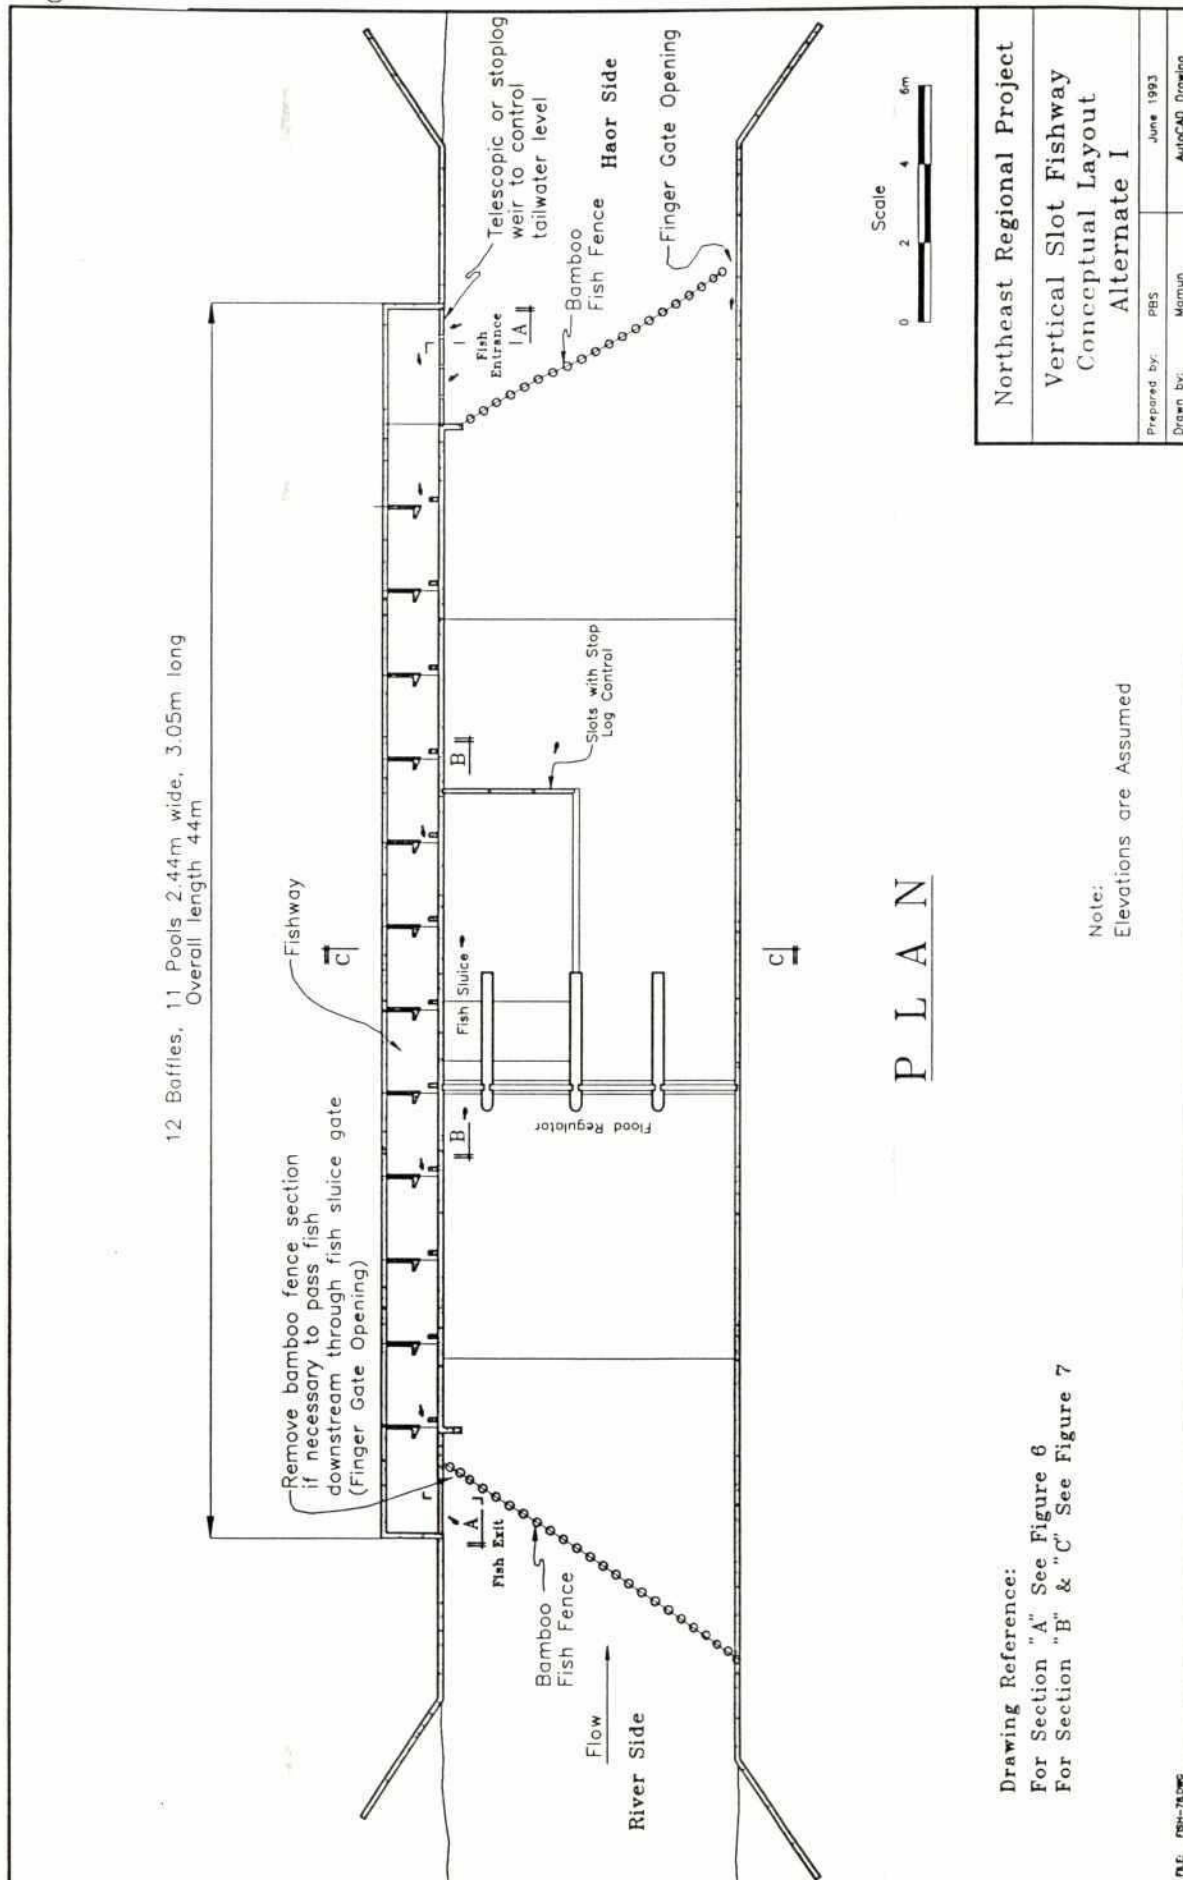 12 Baffles, 11 Pools 2.44m wide, 3.05m long
Overall length 44m
Remove bamboo fence section
if necessary to pass fish
downstream through fish sluice gate
(Finger Gate Opening)
Fishway
C
Telescopic or stoplog
weir to control
tailwater level
Haor Side
Fish
Entrance
A
Bamboo
Fish Fence
Finger Gate Opening
B
Fish Sluice
B
Slots with Stop
Log Control
Flood Regulator
A
Fish Exit
Bamboo
Fish Fence
Flow
River Side
C
PLAN
Scale
0 2 4 6m
Note:
Elevations are Assumed
Drawing Reference:
For Section "A" See Figure 6
For Section "B" & "C" See Figure 7
Northeast Regional Project
Vertical Slot Fishway
Conceptual Layout
Alternate I
Prepared by: PBS June 1993
Drawn by: Mamun AutoCAD Drawing